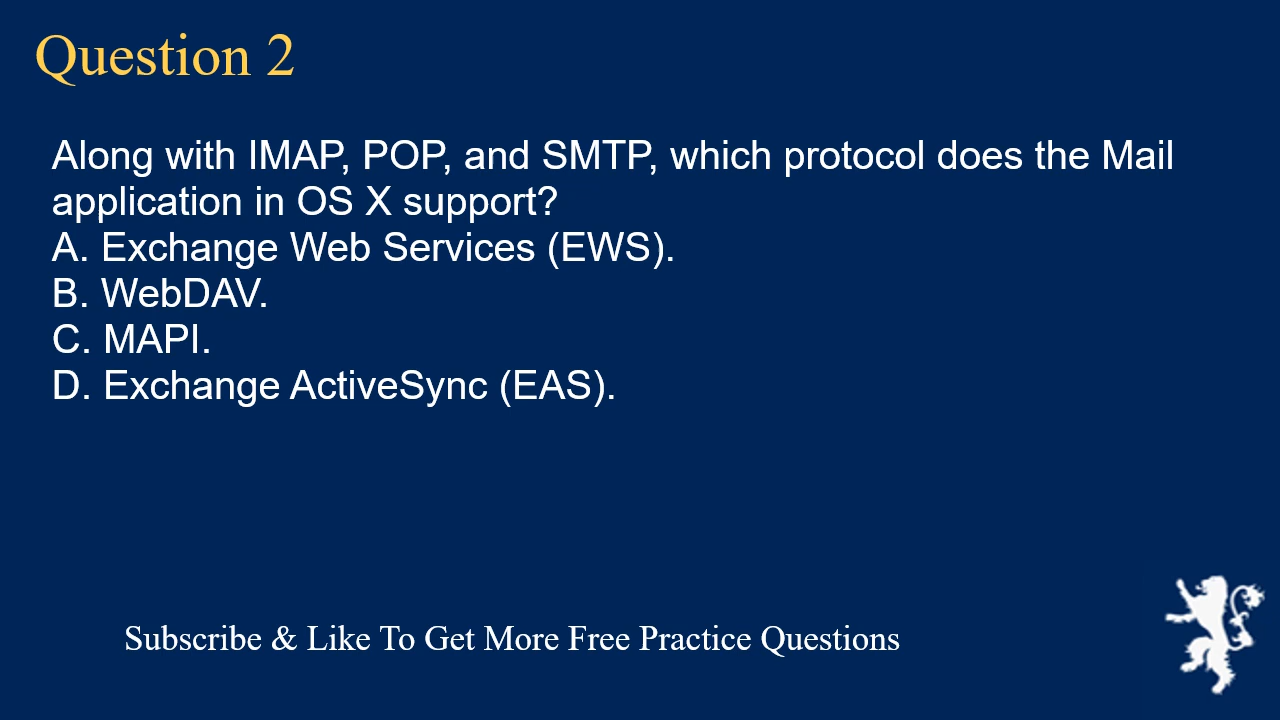 Question 2
Along with IMAP, POP, and SMTP, which protocol does the Mail
application in OS X support?
A. Exchange Web Services (EWS).
B. WebDAV.
C. MAPI.
D. Exchange ActiveSync (EAS).
Subscribe & Like To Get More Free Practice Questions